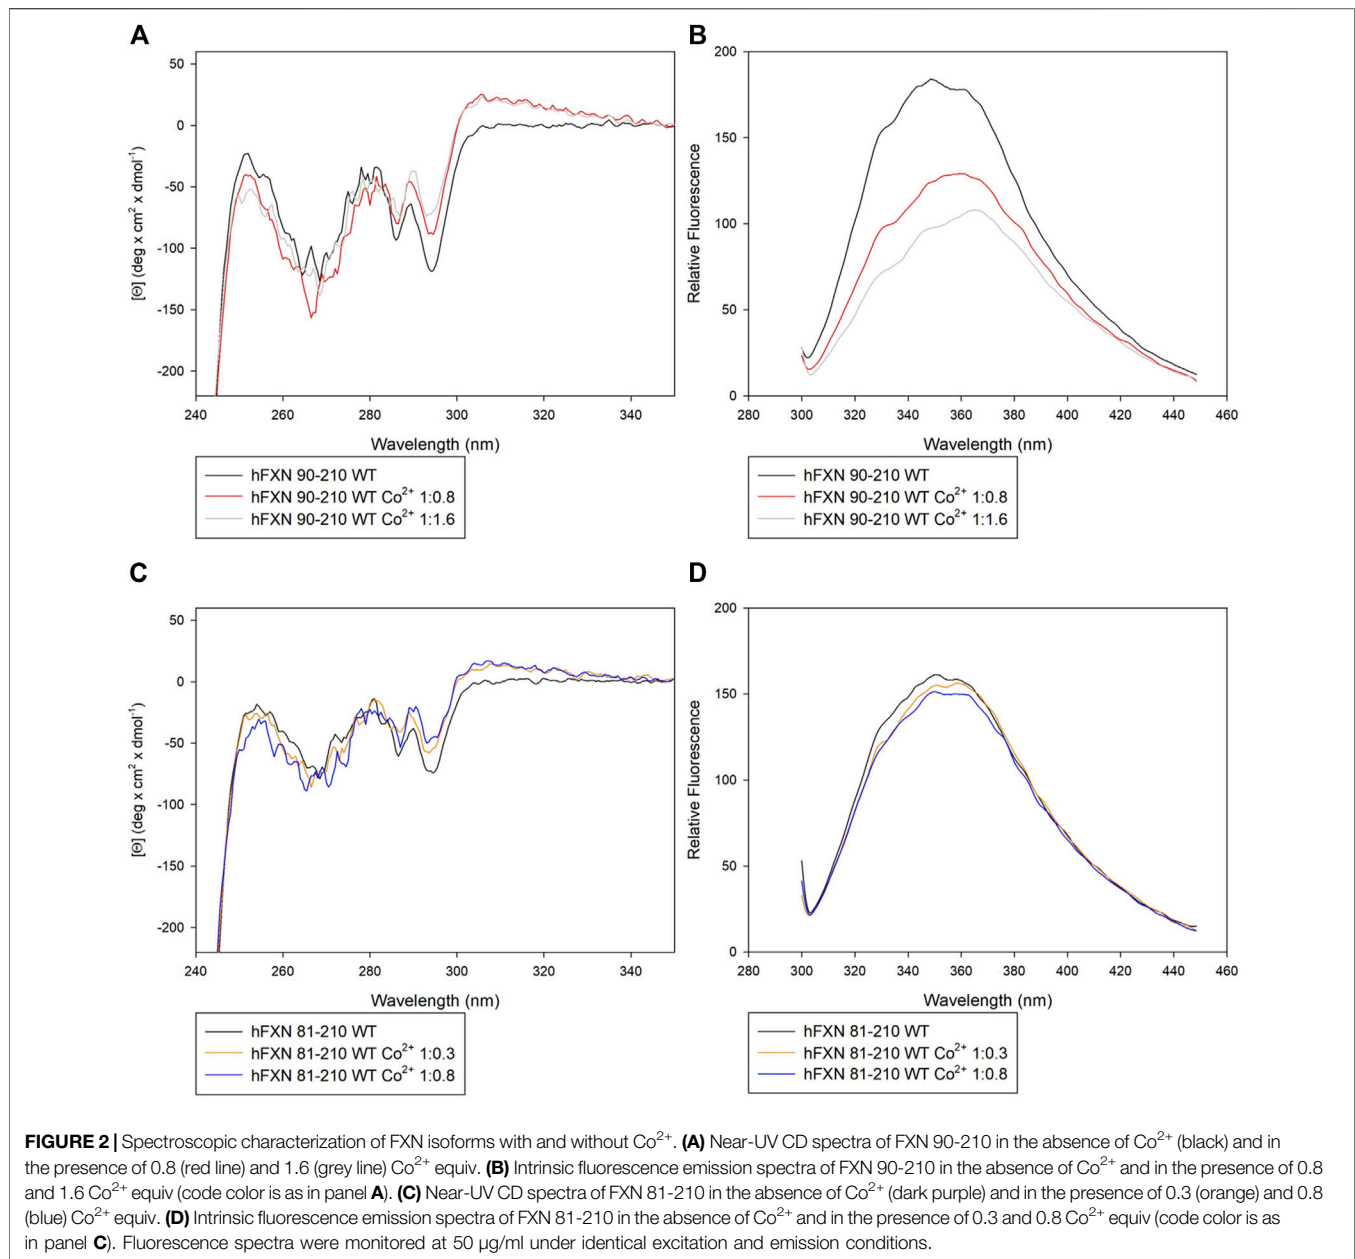 A
50
0
-50
-100
-150
-200
[Θ] (deg x cm² x dmol⁻¹)
240 260 280 300 320 340
Wavelength (nm)
hFXN 90-210 WT
hFXN 90-210 WT Co²⁺ 1:0.8
hFXN 90-210 WT Co²⁺ 1:1.6
B
200
150
100
50
0
Relative Fluorescence
280 300 320 340 360 380 400 420 440 460
Wavelength (nm)
hFXN 90-210 WT
hFXN 90-210 WT Co²⁺ 1:0.8
hFXN 90-210 WT Co²⁺ 1:1.6
C
50
0
-50
-100
-150
-200
[Θ] (deg x cm² x dmol⁻¹)
240 260 280 300 320 340
Wavelength (nm)
hFXN 81-210 WT
hFXN 81-210 WT Co²⁺ 1:0.3
hFXN 81-210 WT Co²⁺ 1:0.8
D
200
150
100
50
0
Relative Fluorescence
280 300 320 340 360 380 400 420 440 460
Wavelength (nm)
hFXN 81-210 WT
hFXN 81-210 WT Co²⁺ 1:0.3
hFXN 81-210 WT Co²⁺ 1:0.8
FIGURE 2 | Spectroscopic characterization of FXN isoforms with and without Co²⁺. (A) Near-UV CD spectra of FXN 90-210 in the absence of Co²⁺ (black) and in
the presence of 0.8 (red line) and 1.6 (grey line) Co²⁺ equiv. (B) Intrinsic fluorescence emission spectra of FXN 90-210 in the absence of Co²⁺ and in the presence of 0.8
and 1.6 Co²⁺ equiv (code color is as in panel A). (C) Near-UV CD spectra of FXN 81-210 in the absence of Co²⁺ (dark purple) and in the presence of 0.3 (orange) and 0.8
(blue) Co²⁺ equiv. (D) Intrinsic fluorescence emission spectra of FXN 81-210 in the absence of Co²⁺ and in the presence of 0.3 and 0.8 Co²⁺ equiv (code color is as
in panel C). Fluorescence spectra were monitored at 50 μg/ml under identical excitation and emission conditions.